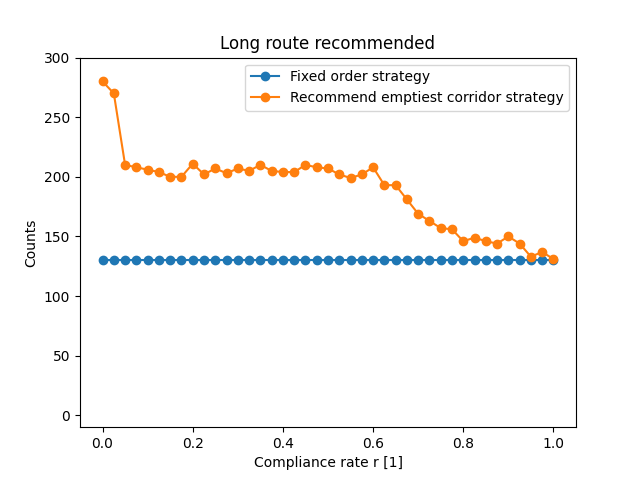 Long route recommended
Fixed order strategy
Recommend emptiest corridor strategy
Counts
300
250
200
150
100
50
0
0.0 0.2 0.4 0.6 0.8 1.0
Compliance rate r [1]